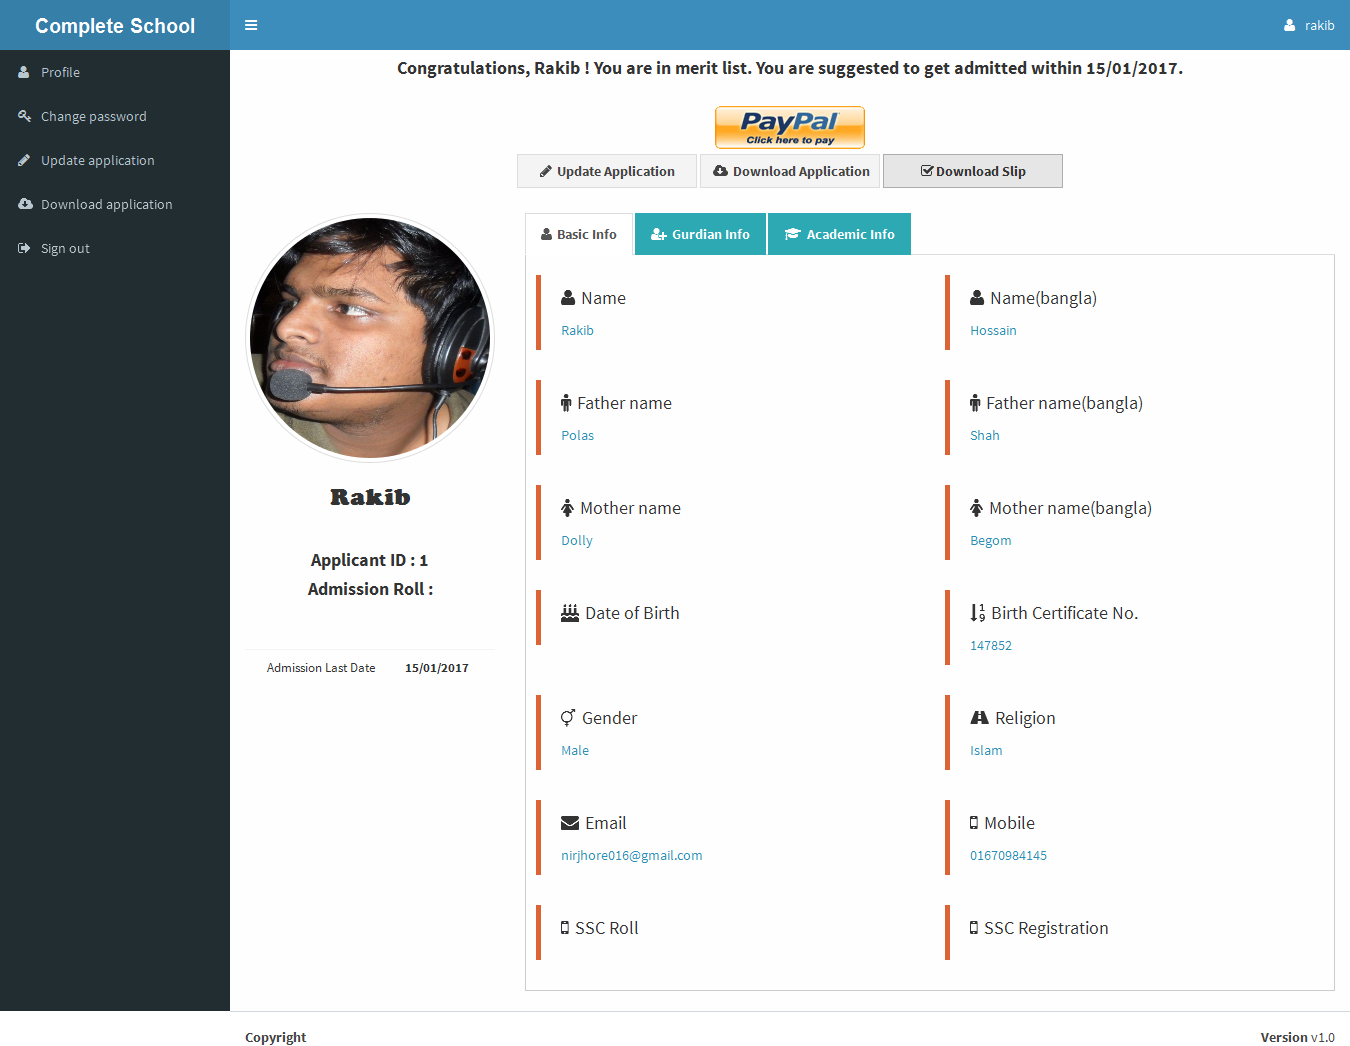 Complete School
rakib
Profile
Change password
Update application
Download application
Sign out
Congratulations, Rakib ! You are in merit list. You are suggested to get admitted within 15/01/2017.
PayPal
Click here to pay
Update Application
Download Application
Download Slip
Rakib
Applicant ID : 1
Admission Roll :
Admission Last Date 15/01/2017
Basic Info
Gurdian Info
Academic Info
Name
Rakib
Name(bangla)
Hossain
Father name
Polas
Father name(bangla)
Shah
Mother name
Dolly
Mother name(bangla)
Begom
Date of Birth
Birth Certificate No.
147852
Gender
Male
Religion
Islam
Email
nirjhore016@gmail.com
Mobile
01670984145
SSC Roll
SSC Registration
Copyright
Version v1.0